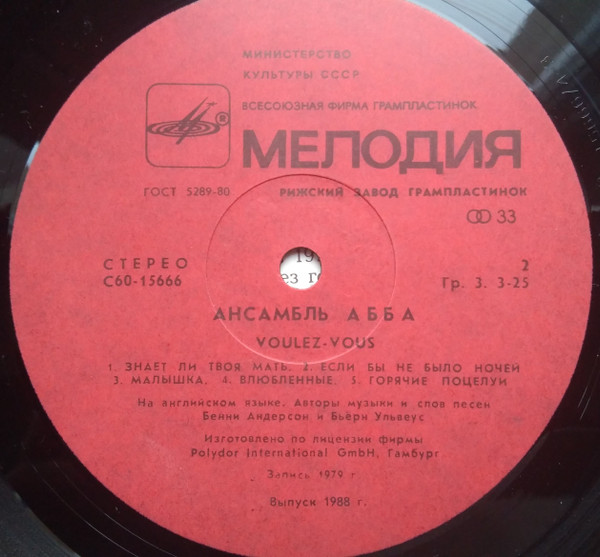 МИНИСТЕРСТВО
КУЛЬТУРЫ СССР
ВСЕСОЮЗНАЯ ФИРМА ГРАМПЛАСТИНОК
®
МЕЛОДИЯ
ГОСТ 5289-80
РИЖСКИЙ ЗАВОД ГРАМПЛАСТИНОК
33
СТЕРЕО
2
С60-15666
Гр. 3. 3-25
АНСАМБЛЬ АББА
VOULEZ-VOUS
1. ЗНАЕТ ЛИ ТВОЯ МАТЬ. 2. ЕСЛИ БЫ НЕ БЫЛО НОЧЕЙ
3. МАЛЫШКА. 4. ВЛЮБЛЕННЫЕ. 5. ГОРЯЧИЕ ПОЦЕЛУИ
На английском языке. Авторы музыки и слов песен
Бенни Андерсон и Бьёрн Ульвеус
Изготовлено по лицензии фирмы
Polydor International GmbH, Гамбург
Запись 1979 г.
Выпуск 1988 г.